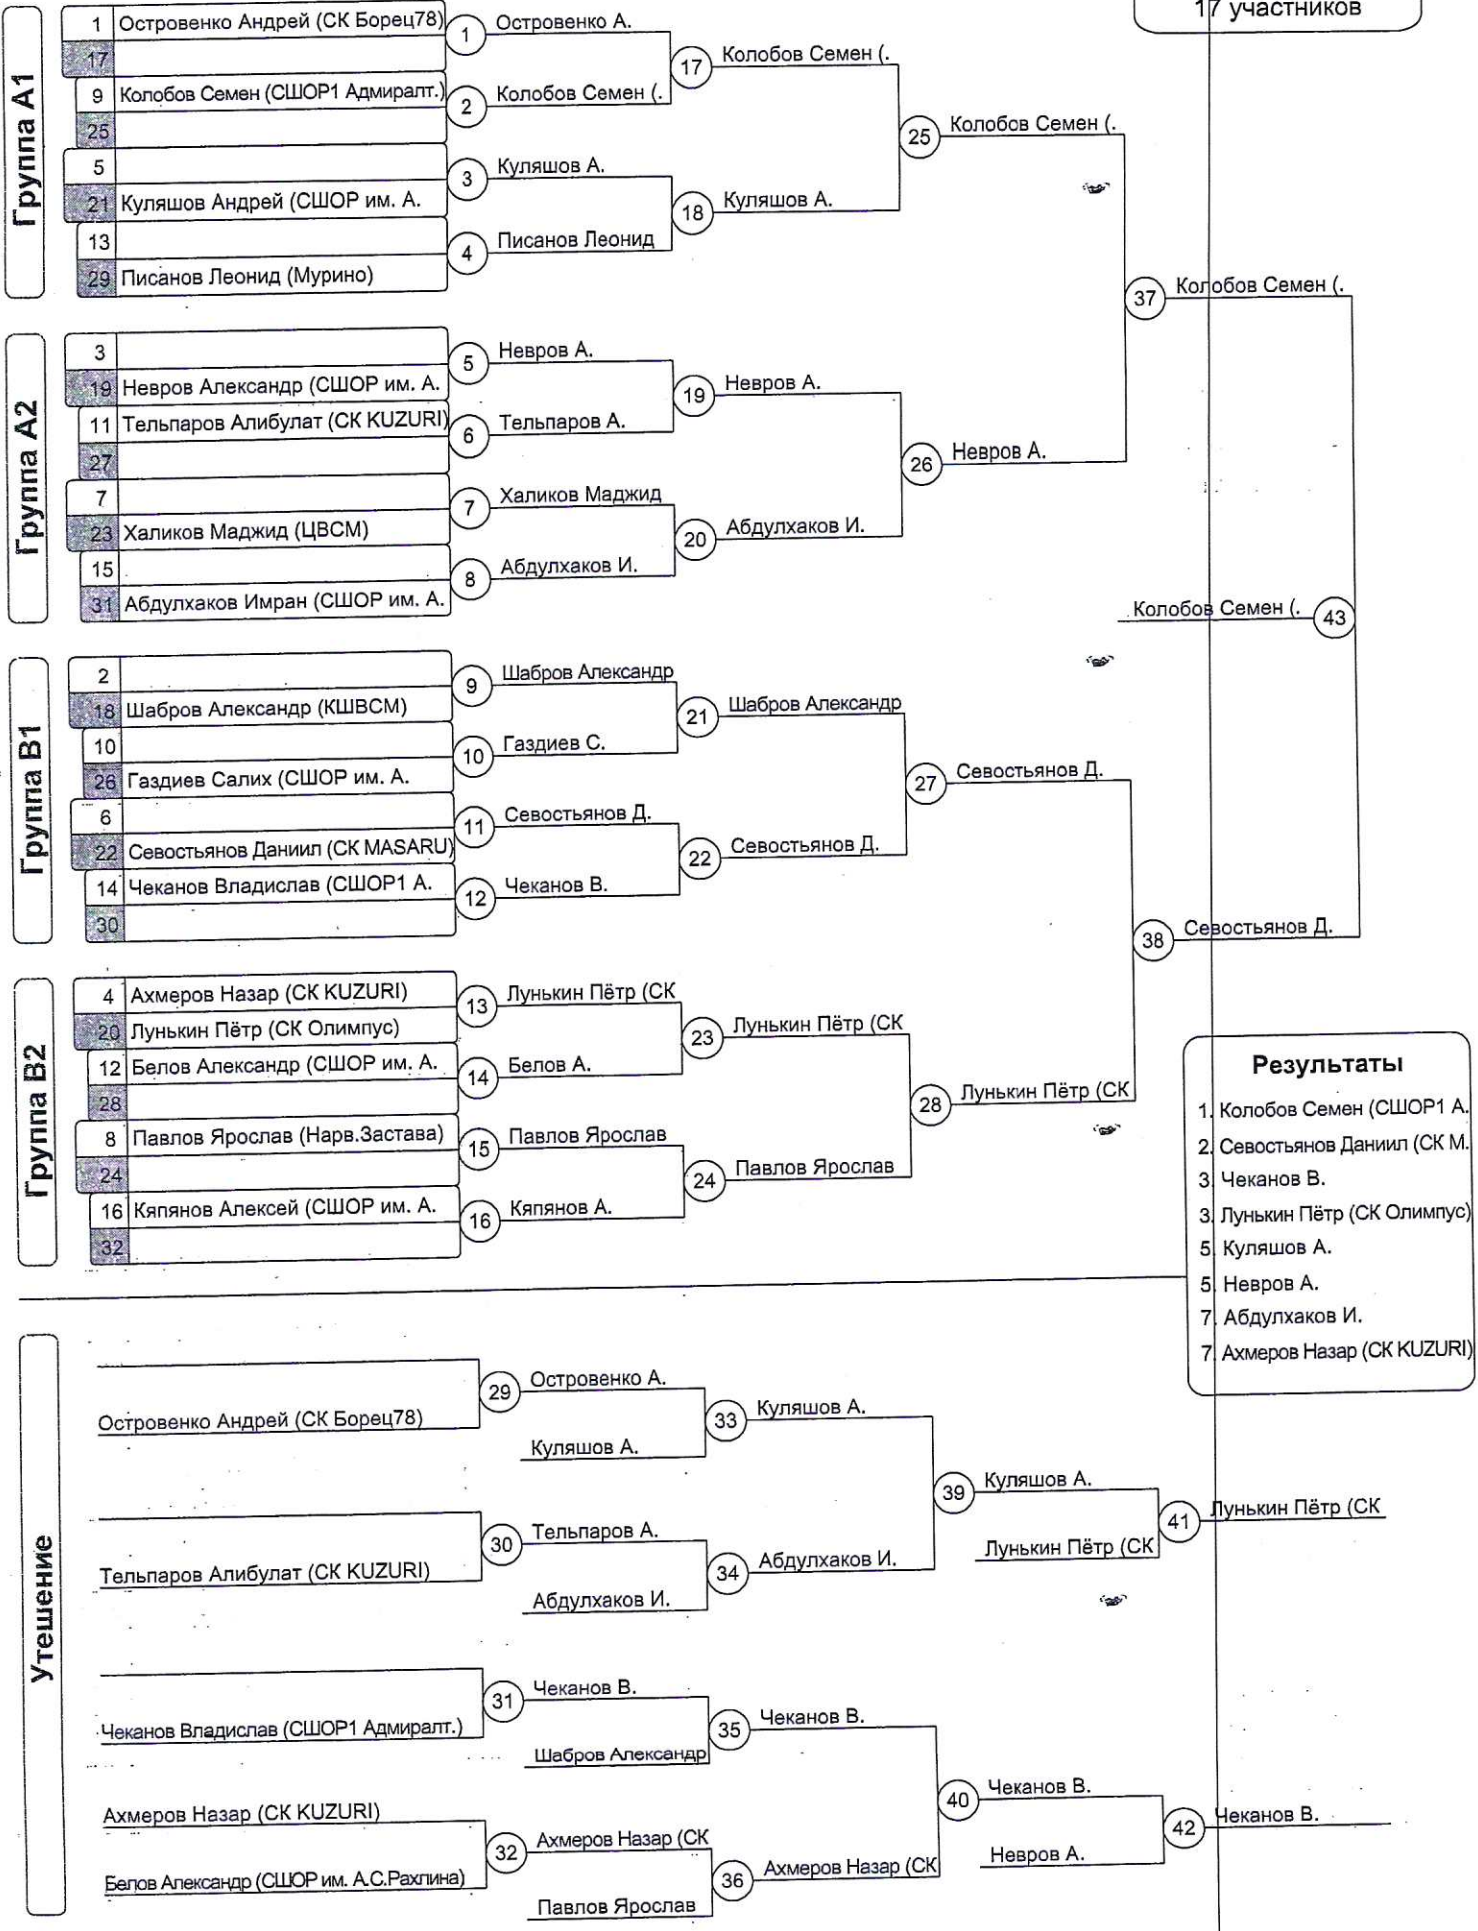 17 участников
Группа А1
1 Островенко Андрей (СК Борец78)
17
9 Колобов Семен (СШОР1 Адмиралт.)
25
5
21 Куляшов Андрей (СШОР им. А.
13
29 Писанов Леонид (Мурино)
1 Островенко А.
2 Колобов Семен (.
3 Куляшов А.
4 Писанов Леонид
17 Колобов Семен (.
18 Куляшов А.
25 Колобов Семен (.
Группа А2
3
19 Невров Александр (СШОР им. А.
11 Тельпаров Алибулат (СК KUZURI)
27
7
23 Халиков Маджид (ЦВСМ)
15
31 Абдулхаков Имран (СШОР им. А.
5 Невров А.
6 Тельпаров А.
7 Халиков Маджид
8 Абдулхаков И.
19 Невров А.
20 Абдулхаков И.
26 Невров А.
37 Колобов Семен (.
Группа В1
2
18 Шабров Александр (КШВСМ)
10
26 Газдиев Салих (СШОР им. А.
6
22 Севостьянов Даниил (СК MASARU)
14 Чеканов Владислав (СШОР1 А.
30
9 Шабров Александр
10 Газдиев С.
11 Севостьянов Д.
12 Чеканов В.
21 Шабров Александр
22 Севостьянов Д.
27 Севостьянов Д.
Группа В2
4 Ахмеров Назар (СК KUZURI)
20 Лунькин Пётр (СК Олимпус)
12 Белов Александр (СШОР им. А.
28
8 Павлов Ярослав (Нарв.Застава)
24
16 Кяпянов Алексей (СШОР им. А.
32
13 Лунькин Пётр (СК
14 Белов А.
15 Павлов Ярослав
16 Кяпянов А.
23 Лунькин Пётр (СК
24 Павлов Ярослав
28 Лунькин Пётр (СК
38 Севостьянов Д.
Колобов Семен (. 43
Результаты
1. Колобов Семен (СШОР1 А.
2. Севостьянов Даниил (СК М.
3. Чеканов В.
3. Лунькин Пётр (СК Олимпус)
5. Куляшов А.
5. Невров А.
7. Абдулхаков И.
7. Ахмеров Назар (СК KUZURI)
Утешение
Островенко Андрей (СК Борец78)
29 Островенко А.
Куляшов А.
33 Куляшов А.
Тельпаров Алибулат (СК KUZURI)
30 Тельпаров А.
Абдулхаков И.
34 Абдулхаков И.
39 Куляшов А.
Лунькин Пётр (СК
41 Лунькин Пётр (СК
Чеканов Владислав (СШОР1 Адмиралт.)
31 Чеканов В.
Шабров Александр
35 Чеканов В.
Ахмеров Назар (СК KUZURI)
Белов Александр (СШОР им. А.С.Рахлина)
32 Ахмеров Назар (СК
Павлов Ярослав
36 Ахмеров Назар (СК
40 Чеканов В.
Невров А.
42 Чеканов В.